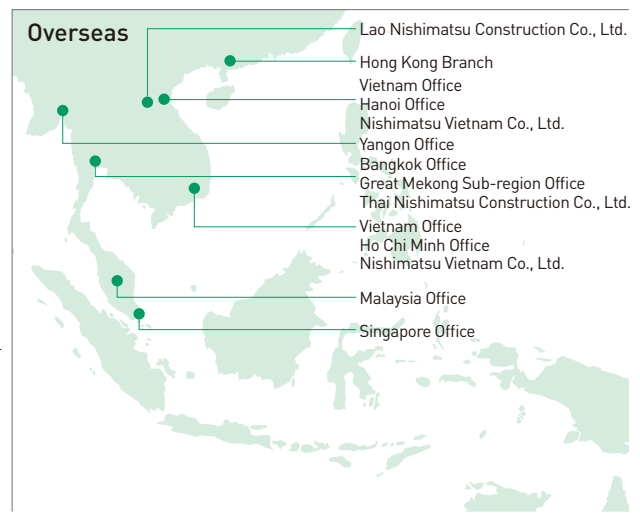 Overseas
Lao Nishimatsu Construction Co., Ltd.
Hong Kong Branch
Vietnam Office
Hanoi Office
Nishimatsu Vietnam Co., Ltd.
Yangon Office
Bangkok Office
Great Mekong Sub-region Office
Thai Nishimatsu Construction Co., Ltd.
Vietnam Office
Ho Chi Minh Office
Nishimatsu Vietnam Co., Ltd.
Malaysia Office
Singapore Office